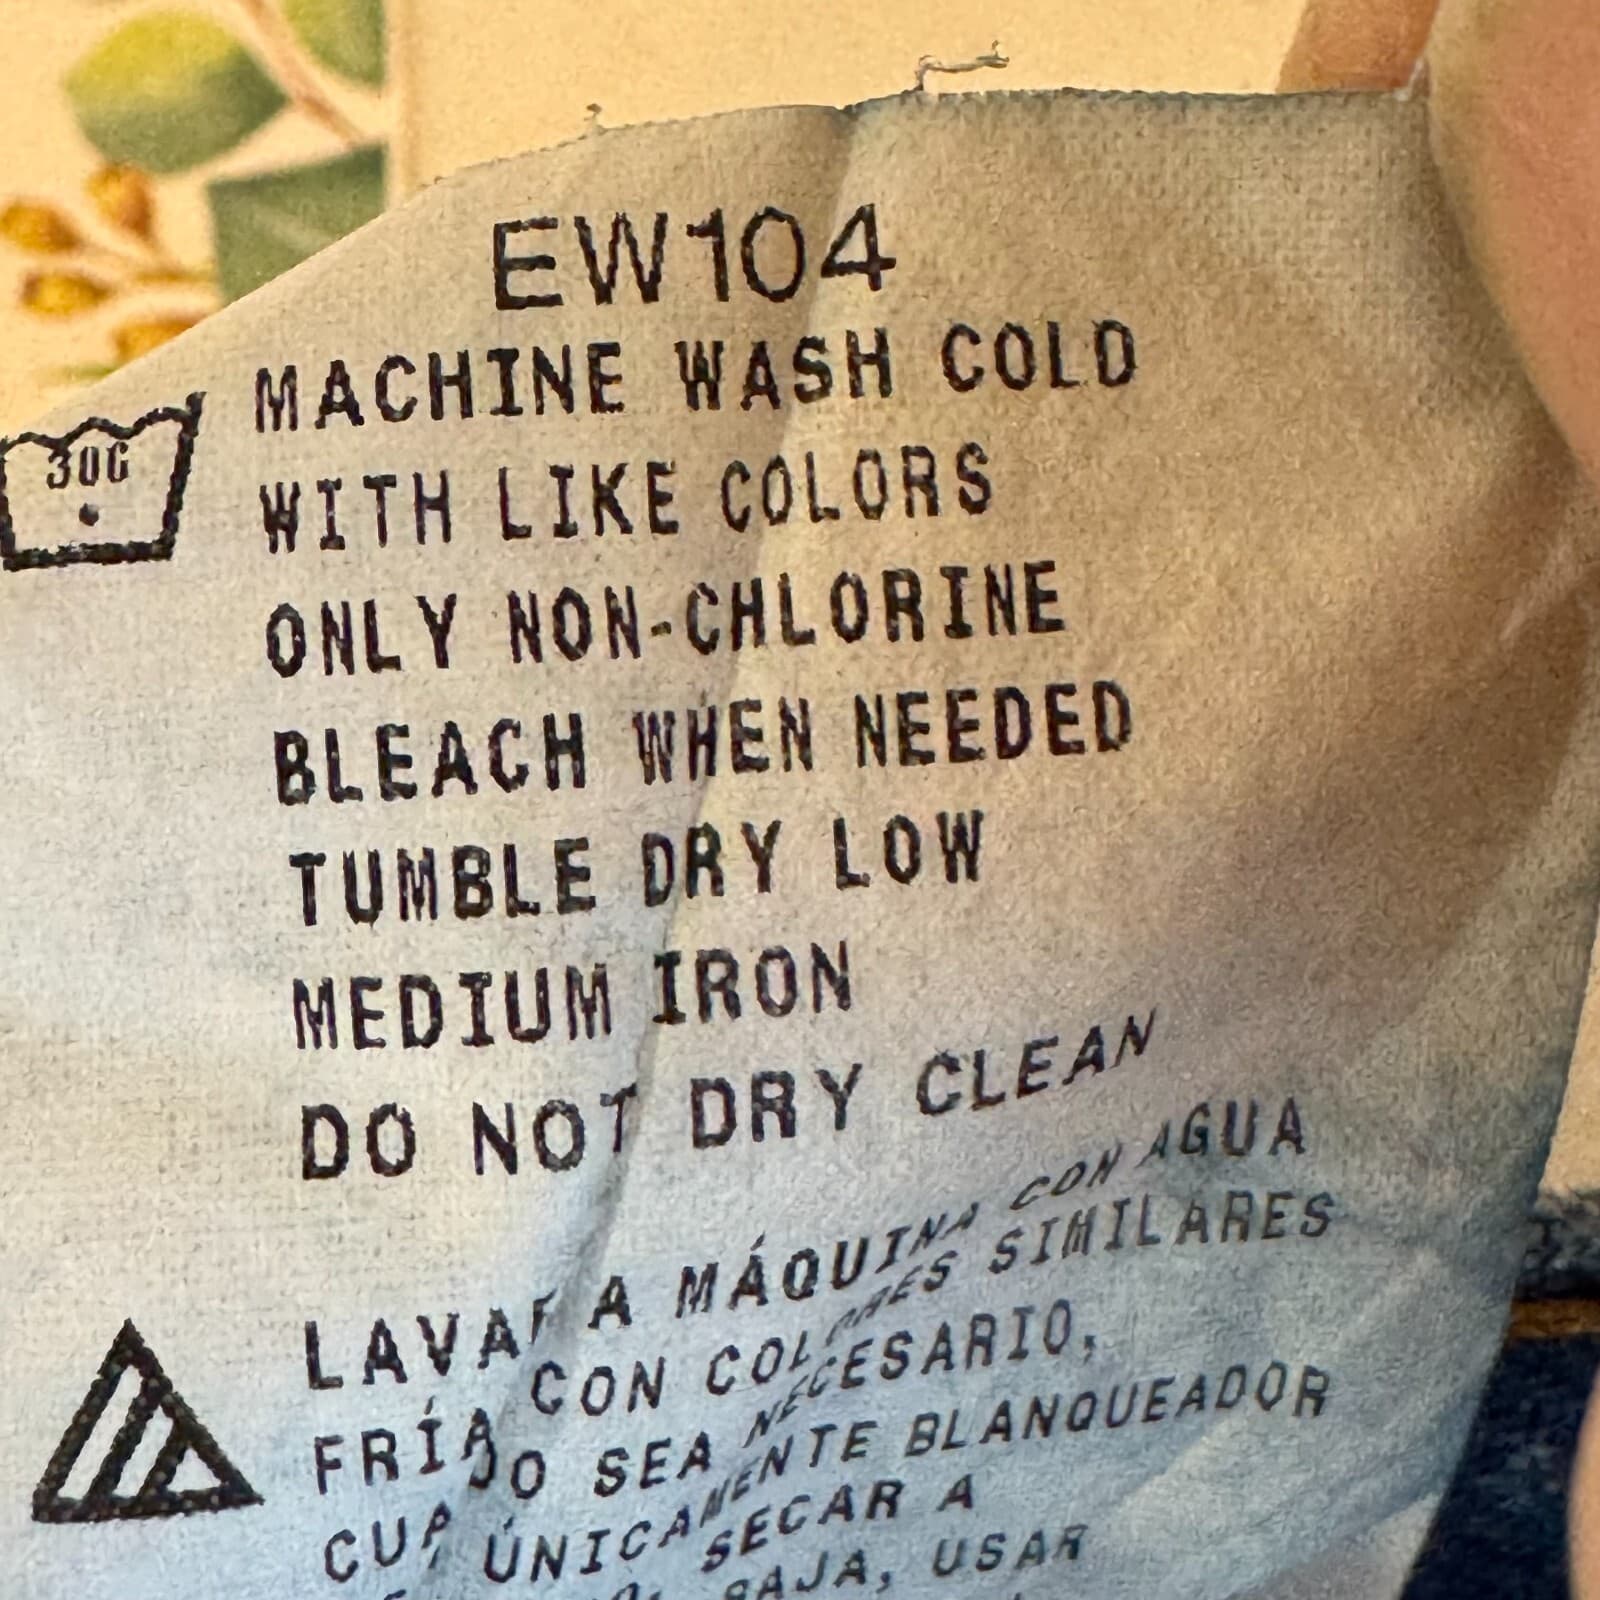 EW104
30C
MACHINE WASH COLD
WITH LIKE COLORS
ONLY NON-CHLORINE
BLEACH WHEN NEEDED
TUMBLE DRY LOW
MEDIUM IRON
DO NOT DRY CLEAN
LAVAR A MÁQUINA CON AGUA
FRÍA CON COLORES SIMILARES
SEA NECESARIO,
ÚNICAMENTE BLANQUEADOR
SECAR A
BAJA, USAR